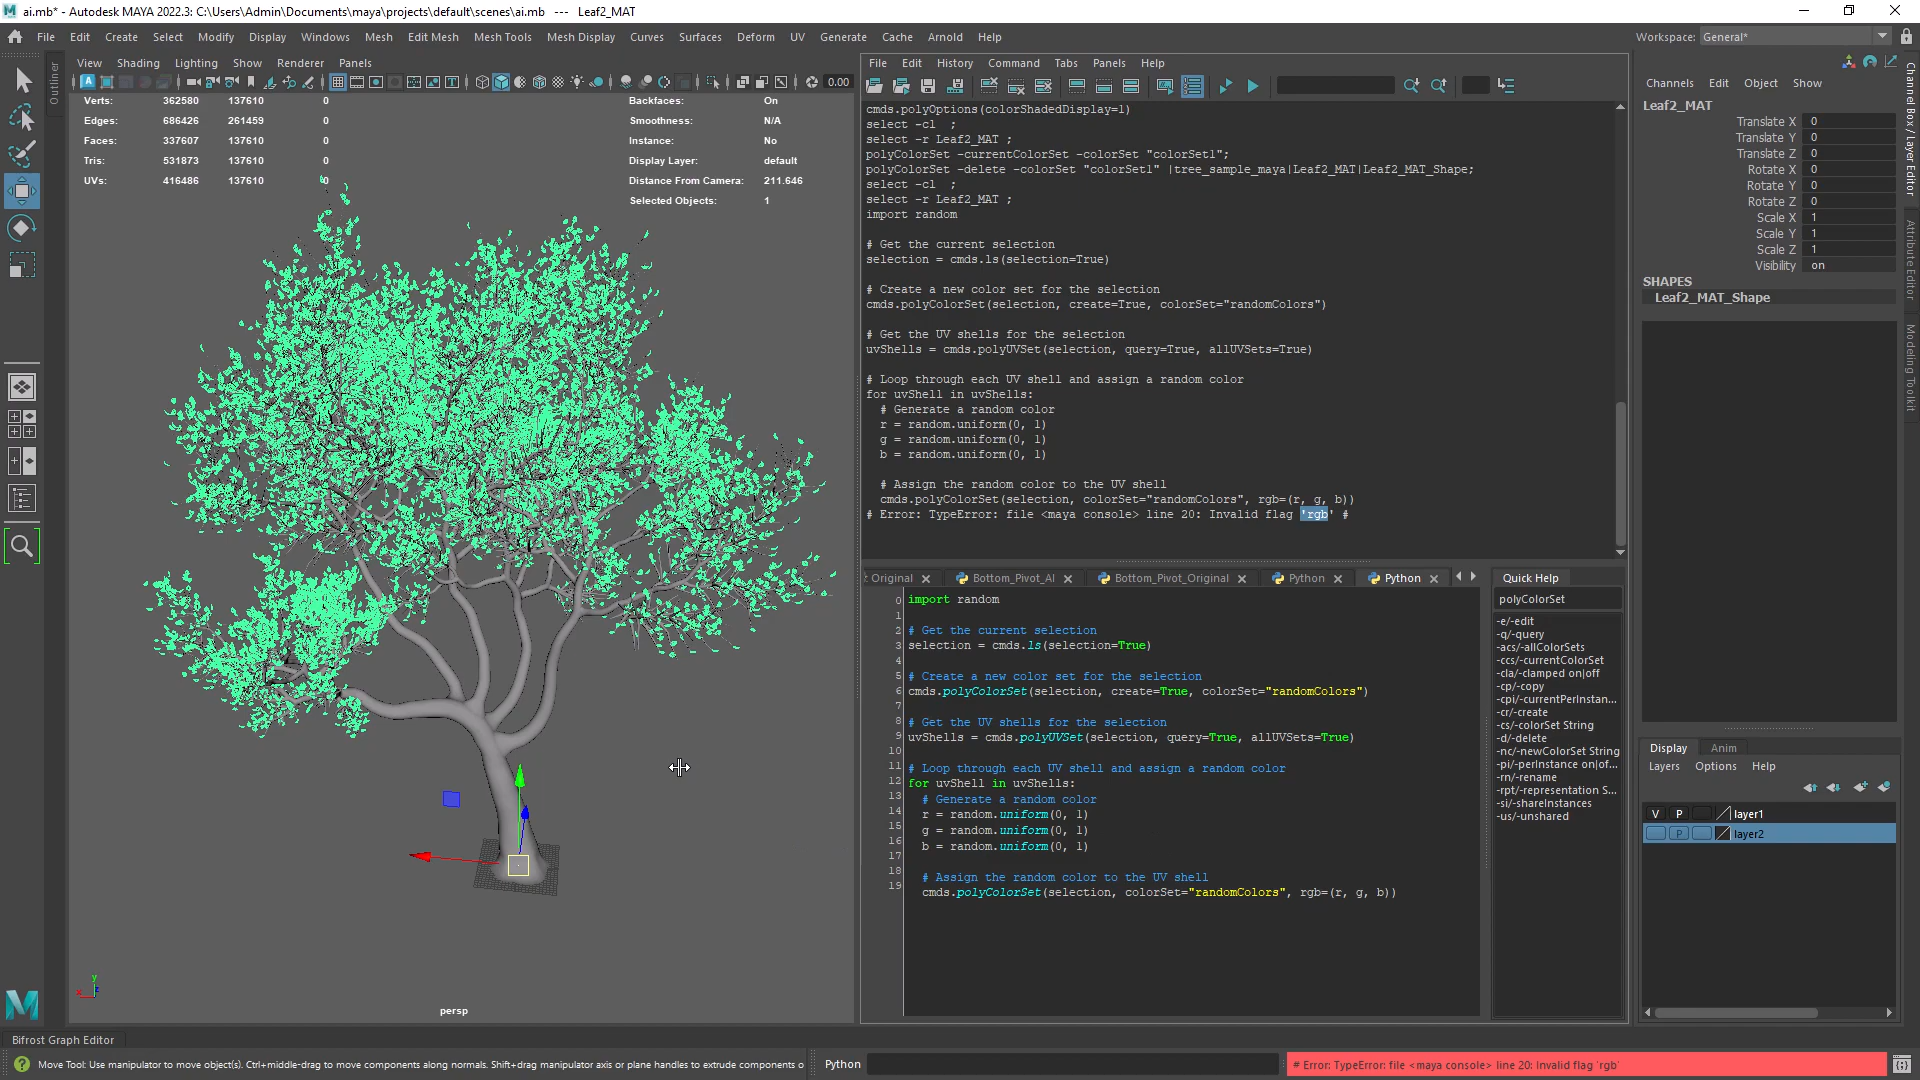 ai.mb* - Autodesk MAYA 2022.3: C:\Users\Admin\Documents\maya\projects\default\scenes\ai.mb --- Leaf2_MAT
File Edit Create Select Modify Display Windows Mesh Edit Mesh Mesh Tools Mesh Display Curves Surfaces Deform UV Generate Cache Arnold Help
Workspace: General*
Outliner
View Shading Lighting Show Renderer Panels
0.00
Verts: 362580 137610 0
Edges: 686426 261459 0
Faces: 337607 137610 0
Tris: 531873 137610 0
UVs: 416486 137610 0
Backfaces: On
Smoothness: N/A
Instance: No
Display Layer: default
Distance From Camera: 211.646
Selected Objects: 1
persp
File Edit History Command Tabs Panels Help
cmds.polyOptions(colorShadedDisplay=1)
select -cl ;
select -r Leaf2_MAT ;
polyColorSet -currentColorSet -colorSet "colorSet1";
polyColorSet -delete -colorSet "colorSet1" |tree_sample_maya|Leaf2_MAT|Leaf2_MAT_Shape;
select -cl ;
select -r Leaf2_MAT ;
import random
# Get the current selection
selection = cmds.ls(selection=True)
# Create a new color set for the selection
cmds.polyColorSet(selection, create=True, colorSet="randomColors")
# Get the UV shells for the selection
uvShells = cmds.polyUVSet(selection, query=True, allUVSets=True)
# Loop through each UV shell and assign a random color
for uvShell in uvShells:
# Generate a random color
r = random.uniform(0, 1)
g = random.uniform(0, 1)
b = random.uniform(0, 1)
# Assign the random color to the UV shell
cmds.polyColorSet(selection, colorSet="randomColors", rgb=(r, g, b))
# Error: TypeError: file <maya console> line 20: Invalid flag 'rgb' #
Original Bottom_Pivot_AI Bottom_Pivot_Original Python Python
0 import random
1
2 # Get the current selection
3 selection = cmds.ls(selection=True)
4
5 # Create a new color set for the selection
6 cmds.polyColorSet(selection, create=True, colorSet="randomColors")
7
8 # Get the UV shells for the selection
9 uvShells = cmds.polyUVSet(selection, query=True, allUVSets=True)
10
11 # Loop through each UV shell and assign a random color
12 for uvShell in uvShells:
13 # Generate a random color
14 r = random.uniform(0, 1)
15 g = random.uniform(0, 1)
16 b = random.uniform(0, 1)
17
18 # Assign the random color to the UV shell
19 cmds.polyColorSet(selection, colorSet="randomColors", rgb=(r, g, b))
Quick Help
polyColorSet
-e/-edit
-q/-query
-acs/-allColorSets
-ccs/-currentColorSet
-cla/-clamped on|off
-cp/-copy
-cpi/-currentPerInstan...
-cr/-create
-cs/-colorSet String
-d/-delete
-nc/-newColorSet String
-pi/-perInstance on|of...
-rn/-rename
-rpt/-representation S...
-si/-shareInstances
-us/-unshared
Channels Edit Object Show
Leaf2_MAT
Translate X 0
Translate Y 0
Translate Z 0
Rotate X 0
Rotate Y 0
Rotate Z 0
Scale X 1
Scale Y 1
Scale Z 1
Visibility on
SHAPES
Leaf2_MAT_Shape
Channel Box / Layer Editor
Attribute Editor
Modeling Toolkit
Display Anim
Layers Options Help
V P layer1
P layer2
Bifrost Graph Editor
Move Tool: Use manipulator to move object(s). Ctrl+middle-drag to move components along normals. Shift+drag manipulator axis or plane handles to extrude components o
Python
# Error: TypeError: file <maya console> line 20: Invalid flag 'rgb'